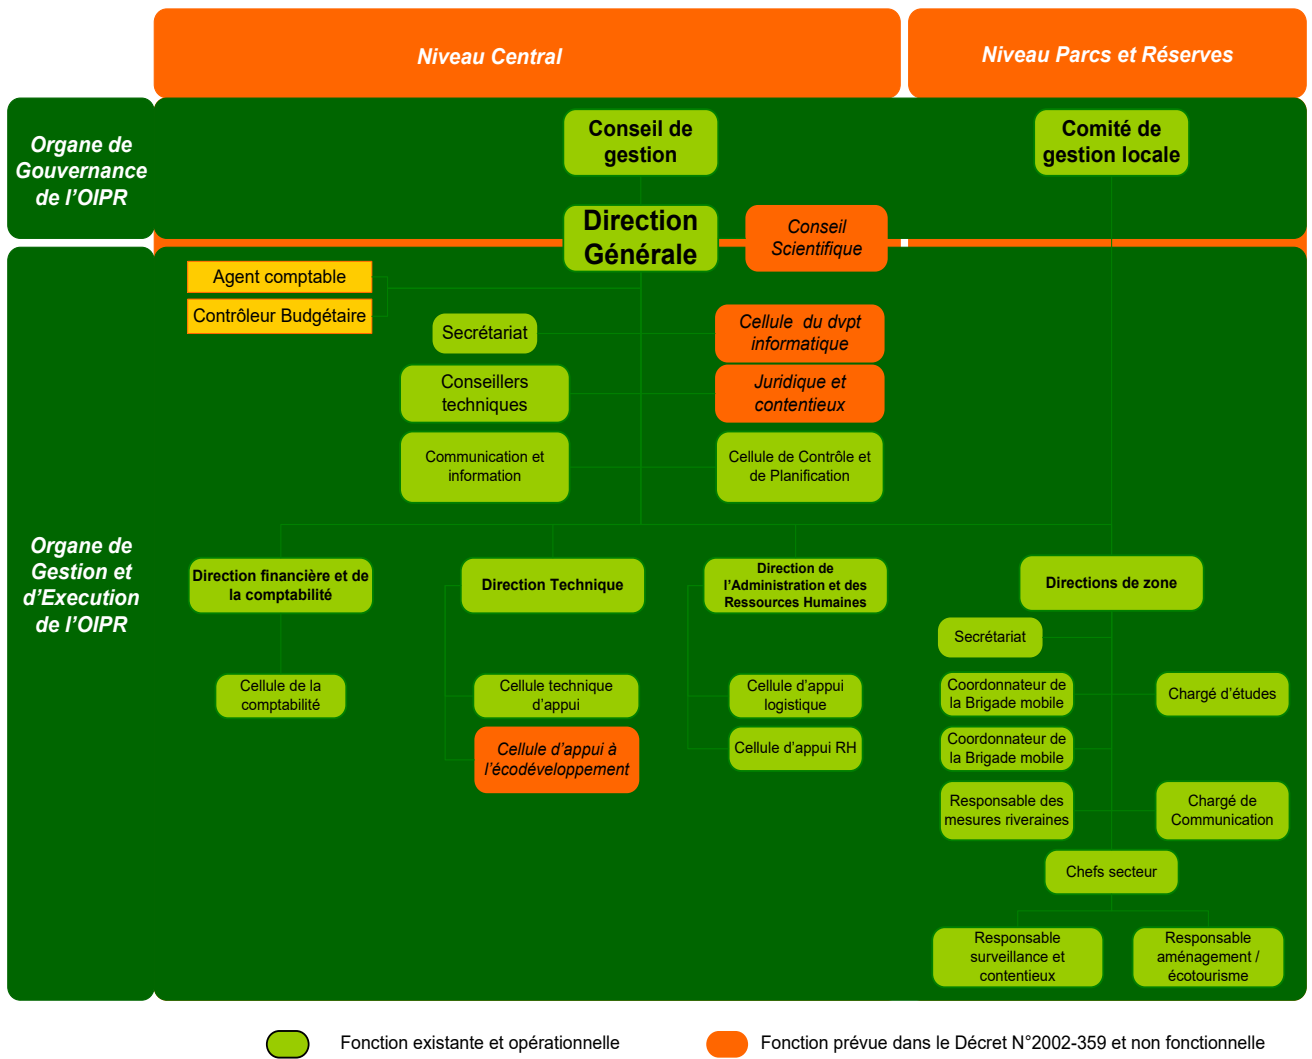 Niveau Central
Niveau Parcs et Réserves
Organe de
Gouvernance
de l'OIPR
Conseil de
gestion
Comité de
gestion locale
Direction
Générale
Conseil
Scientifique
Agent comptable
Contrôleur Budgétaire
Secrétariat
Cellule du dvpt
informatique
Conseillers
techniques
Juridique et
contentieux
Communication et
information
Cellule de Contrôle et
de Planification
Organe de
Gestion et
d'Execution
de l'OIPR
Direction financière et de
la comptabilité
Direction Technique
Direction de
l'Administration et des
Ressources Humaines
Directions de zone
Secrétariat
Cellule de la
comptabilité
Cellule technique
d'appui
Cellule d'appui
logistique
Coordonnateur de
la Brigade mobile
Chargé d'études
Cellule d'appui à
l'écodéveloppement
Cellule d'appui RH
Coordonnateur de
la Brigade mobile
Responsable des
mesures riveraines
Chargé de
Communication
Chefs secteur
Responsable
surveillance et
contentieux
Responsable
aménagement /
écotourisme
Fonction existante et opérationnelle
Fonction prévue dans le Décret N°2002-359 et non fonctionnelle